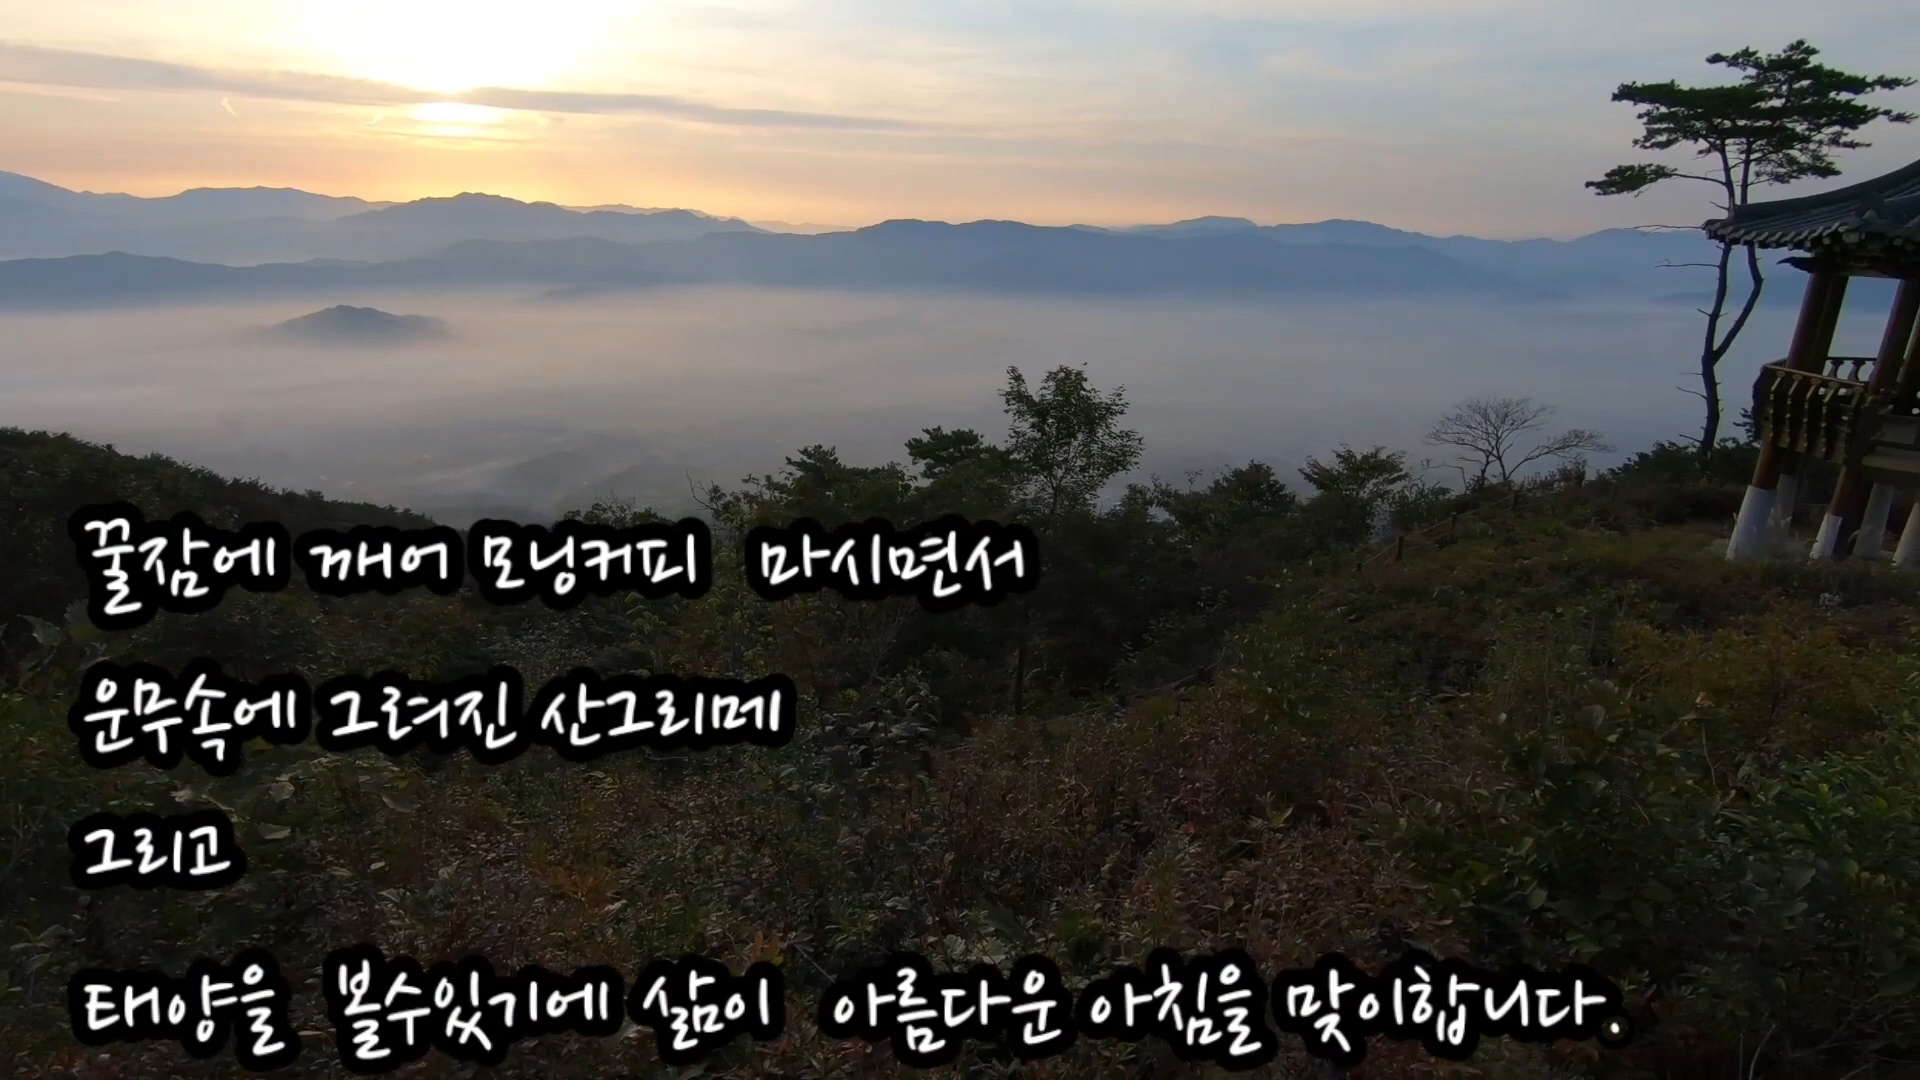 꿀잠에 깨어 모닝커피 마시면서
운무속에 그려진 산그리메
그리고
태양을 볼수있기에 삶이 아름다운 아침을 맞이합니다.